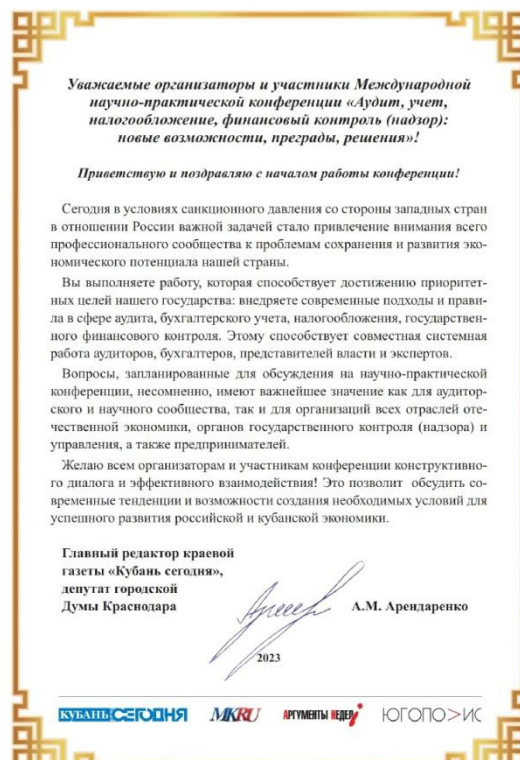 Уважаемые организаторы и участники Международной
научно-практической конференции «Аудит, учет,
налогообложение, финансовый контроль (надзор):
новые возможности, преграды, решения»!
Приветствую и поздравляю с началом работы конференции!
Сегодня в условиях санкционного давления со стороны западных стран
в отношении России важной задачей стало привлечение внимания всего
профессионального сообщества к проблемам сохранения и развития эко-
номического потенциала нашей страны.
Вы выполняете работу, которая способствует достижению приоритет-
ных целей нашего государства: внедряете современные подходы и прави-
ла в сфере аудита, бухгалтерского учета, налогообложения, государствен-
ного финансового контроля. Этому способствует совместная системная
работа аудиторов, бухгалтеров, представителей власти и экспертов.
Вопросы, запланированные для обсуждения на научно-практической
конференции, несомненно, имеют важнейшее значение как для аудитор-
ского и научного сообщества, так и для организаций всех отраслей оте-
чественной экономики, органов государственного контроля (надзора) и
управления, а также предпринимателей.
Желаю всем организаторам и участникам конференции конструктивно-
го диалога и эффективного взаимодействия! Это позволит обсудить со-
временные тенденции и возможности создания необходимых условий для
успешного развития российской и кубанской экономики.
Главный редактор краевой
газеты «Кубань сегодня»,
депутат городской
Думы Краснодара
А.М. Арендаренко
2023
КУБАНЬ СЕГОДНЯ
MKRU
АРГУМЕНТЫ НЕДЕЛИ
ЮГОПО>ИС